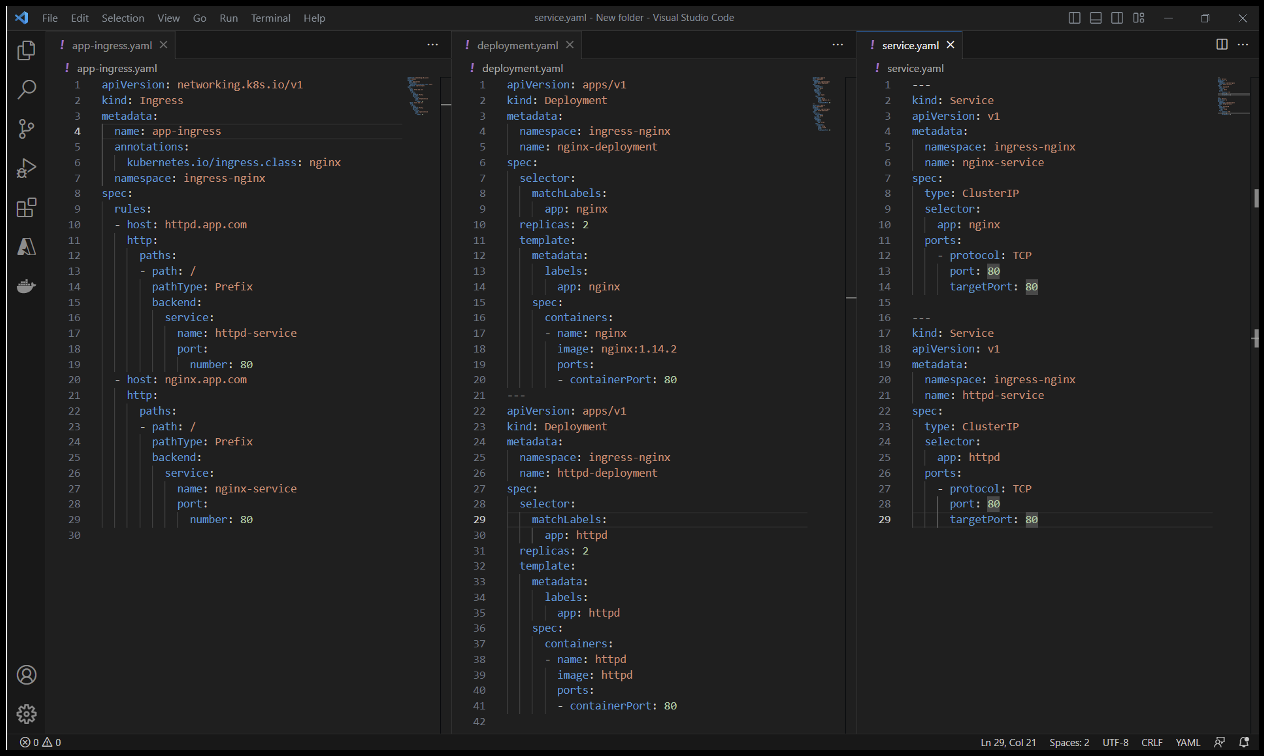 File Edit Selection View Go Run Terminal Help
service.yaml - New folder - Visual Studio Code
! app-ingress.yaml
! app-ingress.yaml
1 apiVersion: networking.k8s.io/v1
2 kind: Ingress
3 metadata:
4   name: app-ingress
5   annotations:
6     kubernetes.io/ingress.class: nginx
7   namespace: ingress-nginx
8 spec:
9   rules:
10   - host: httpd.app.com
11     http:
12       paths:
13       - path: /
14         pathType: Prefix
15         backend:
16           service:
17             name: httpd-service
18             port:
19               number: 80
20   - host: nginx.app.com
21     http:
22       paths:
23       - path: /
24         pathType: Prefix
25         backend:
26           service:
27             name: nginx-service
28             port:
29               number: 80
30
! deployment.yaml
! deployment.yaml
1 apiVersion: apps/v1
2 kind: Deployment
3 metadata:
4   namespace: ingress-nginx
5   name: nginx-deployment
6 spec:
7   selector:
8     matchLabels:
9       app: nginx
10   replicas: 2
11   template:
12     metadata:
13       labels:
14         app: nginx
15     spec:
16       containers:
17       - name: nginx
18         image: nginx:1.14.2
19         ports:
20         - containerPort: 80
21 ---
22 apiVersion: apps/v1
23 kind: Deployment
24 metadata:
25   namespace: ingress-nginx
26   name: httpd-deployment
27 spec:
28   selector:
29     matchLabels:
30       app: httpd
31   replicas: 2
32   template:
33     metadata:
34       labels:
35         app: httpd
36     spec:
37       containers:
38       - name: httpd
39         image: httpd
40         ports:
41         - containerPort: 80
42
! service.yaml
! service.yaml
1 ---
2 kind: Service
3 apiVersion: v1
4 metadata:
5   namespace: ingress-nginx
6   name: nginx-service
7 spec:
8   type: ClusterIP
9   selector:
10     app: nginx
11   ports:
12     - protocol: TCP
13       port: 80
14       targetPort: 80
15
16 ---
17 kind: Service
18 apiVersion: v1
19 metadata:
20   namespace: ingress-nginx
21   name: httpd-service
22 spec:
23   type: ClusterIP
24   selector:
25     app: httpd
26   ports:
27     - protocol: TCP
28       port: 80
29       targetPort: 80
0 0
Ln 29, Col 21 Spaces: 2 UTF-8 CRLF YAML